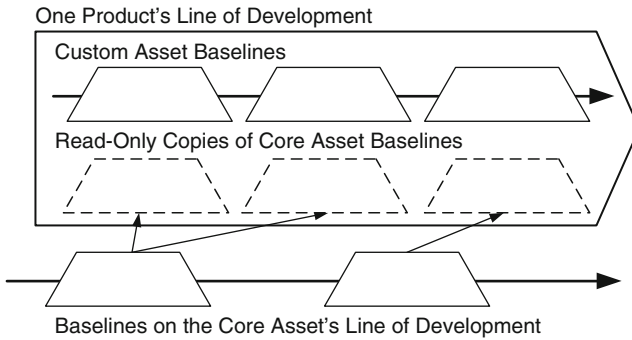 One Product's Line of Development
Custom Asset Baselines
Read-Only Copies of Core Asset Baselines
Baselines on the Core Asset's Line of Development